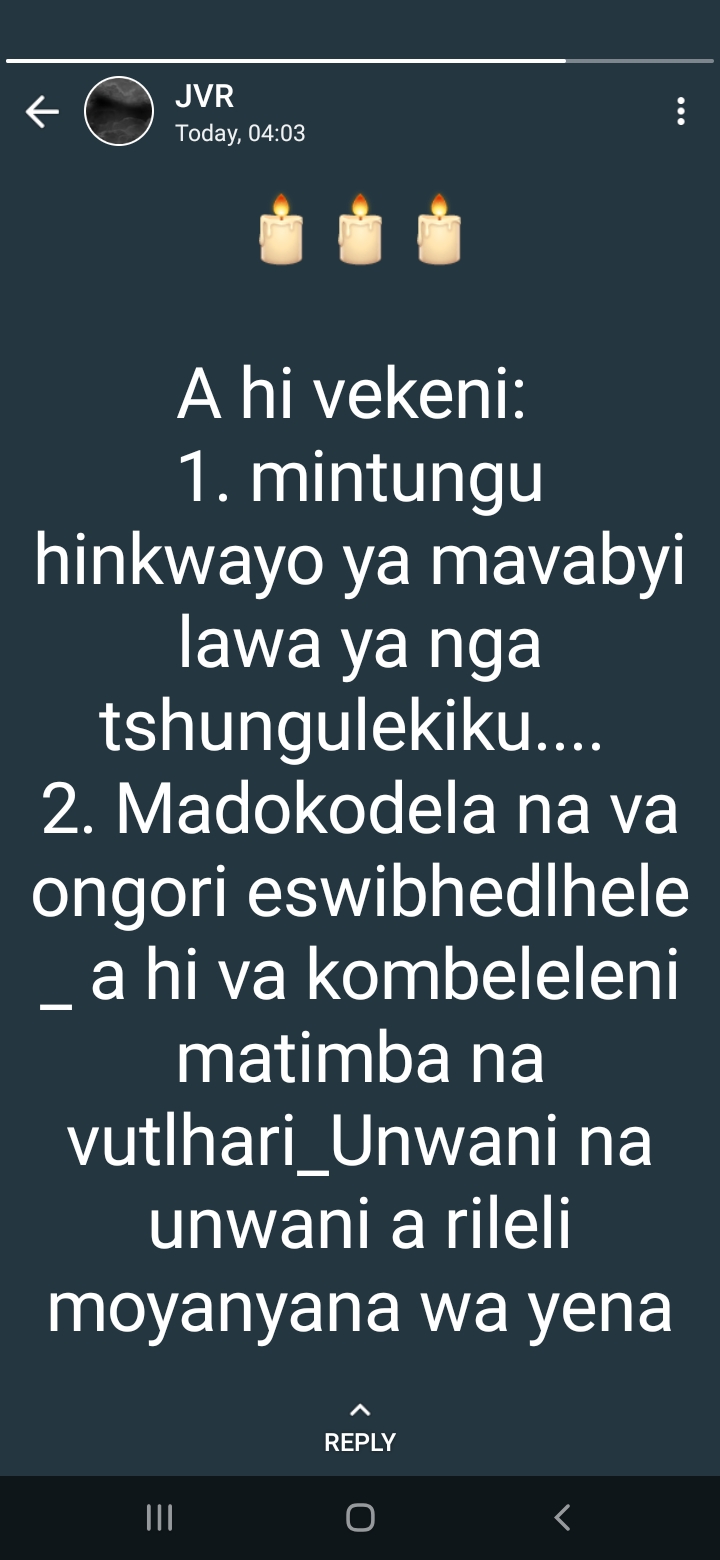 JVR
Today, 04:03
🕯️ 🕯️ 🕯️
A hi vekeni:
1. mintungu
hinkwayo ya mavabyi
lawa ya nga
tshungulekiku....
2. Madokodela na va
ongori eswibhedlhele
_ a hi va kombeleleni
matimba na
vutlhari_Unwani na
unwani a rileli
moyanyana wa yena
REPLY